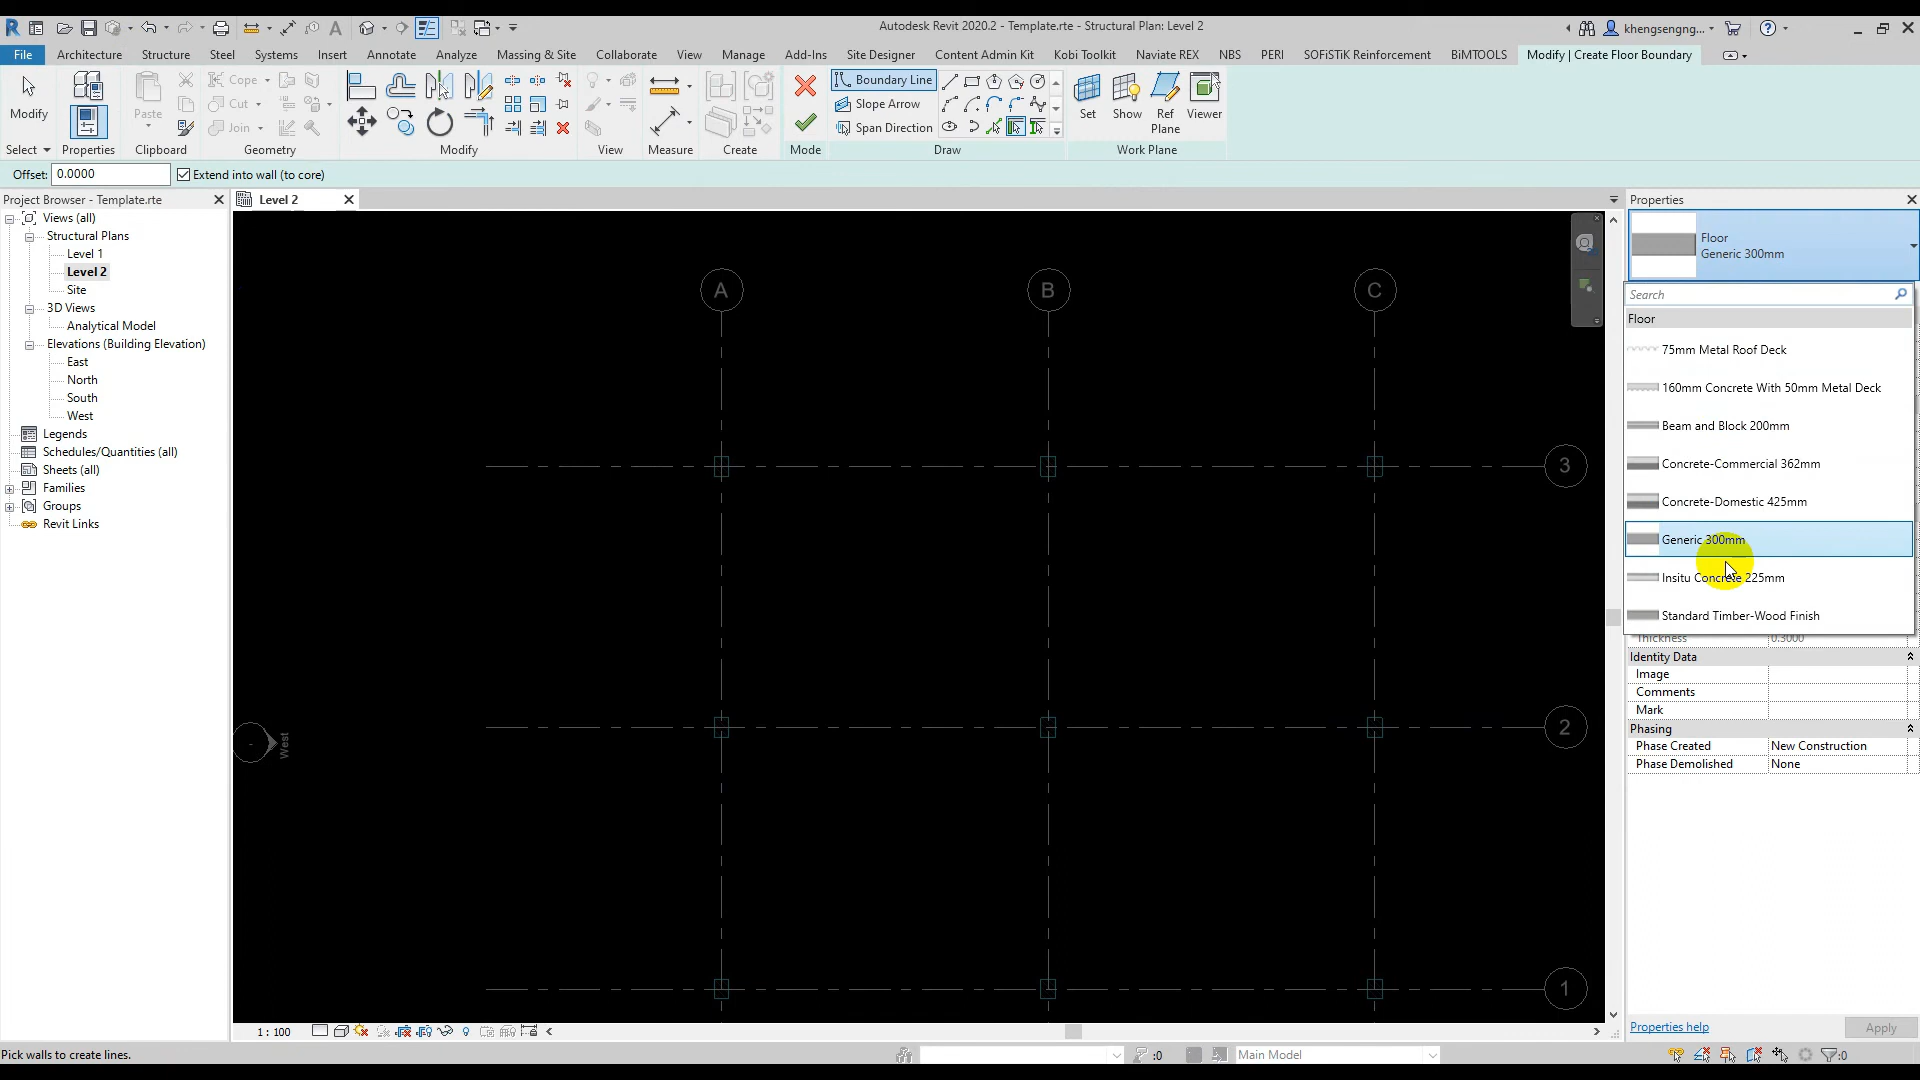 Autodesk Revit 2020.2 - Template.rte - Structural Plan: Level 2
khengsengng...
File Architecture Structure Steel Systems Insert Annotate Analyze Massing & Site Collaborate View Manage Add-Ins Site Designer Content Admin Kit Kobi Toolkit Naviate REX NBS PERI SOFiSTiK Reinforcement BiMTOOLS Modify | Create Floor Boundary
Modify
Paste
Cope
Cut
Join
Boundary Line
Slope Arrow
Span Direction
Set Show Ref Plane Viewer
Select Properties Clipboard Geometry Modify View Measure Create Mode Draw Work Plane
Offset: 0.0000 Extend into wall (to core)
Project Browser - Template.rte
Views (all)
Structural Plans
Level 1
Level 2
Site
3D Views
Analytical Model
Elevations (Building Elevation)
East
North
South
West
Legends
Schedules/Quantities (all)
Sheets (all)
Families
Groups
Revit Links
Level 2
A B C
3
2
1
West
Properties
Floor
Generic 300mm
Search
Floor
75mm Metal Roof Deck
160mm Concrete With 50mm Metal Deck
Beam and Block 200mm
Concrete-Commercial 362mm
Concrete-Domestic 425mm
Generic 300mm
Insitu Concrete 225mm
Standard Timber-Wood Finish
Thickness 0.3000
Identity Data
Image
Comments
Mark
Phasing
Phase Created New Construction
Phase Demolished None
Properties help Apply
1 : 100
Pick walls to create lines.
:0
Main Model
:0